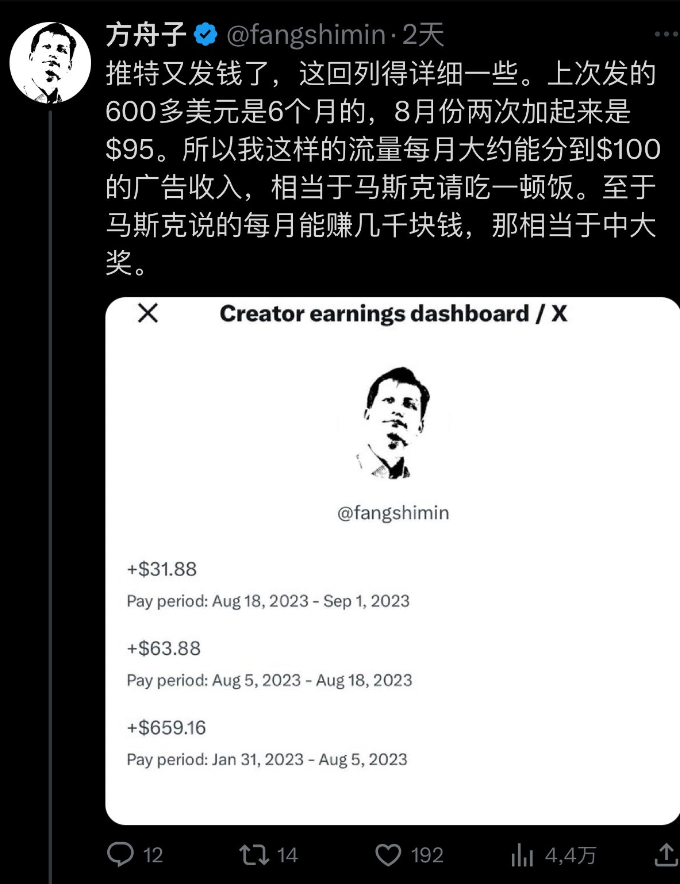 方舟子 @fangshimin · 2天
推特又发钱了，这回列得详细一些。上次发的
600多美元是6个月的，8月份两次加起来是
$95。所以我这样的流量每月大约能分到$100
的广告收入，相当于马斯克请吃一顿饭。至于
马斯克说的每月能赚几千块钱，那相当于中大
奖。
Creator earnings dashboard / X
@fangshimin
+$31.88
Pay period: Aug 18, 2023 - Sep 1, 2023
+$63.88
Pay period: Aug 5, 2023 - Aug 18, 2023
+$659.16
Pay period: Jan 31, 2023 - Aug 5, 2023
12 14 192 4,4万